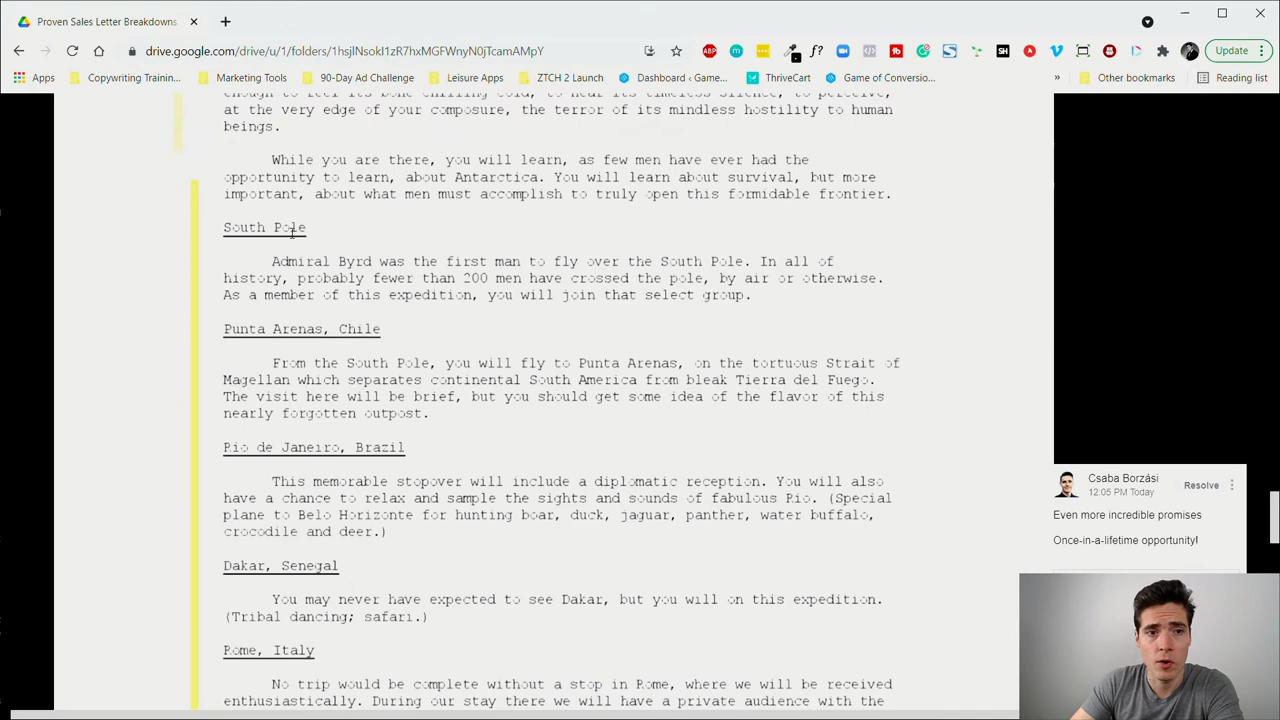 Proven Sales Letter Breakdowns
drive.google.com/drive/u/1/folders/1hsjlNsokI1zR7hxMGFWnyN0jTcamAMpY
Update
Apps
Copywriting Trainin...
Marketing Tools
90-Day Ad Challenge
Leisure Apps
ZTCH 2 Launch
Dashboard ‹ Game...
ThriveCart
Game of Conversio...
»
Other bookmarks
Reading list
enough to feel its bone chilling cold, to hear its timeless silence, to perceive,
at the very edge of your composure, the terror of its mindless hostility to human
beings.
While you are there, you will learn, as few men have ever had the
opportunity to learn, about Antarctica. You will learn about survival, but more
important, about what men must accomplish to truly open this formidable frontier.
South Pole
Admiral Byrd was the first man to fly over the South Pole. In all of
history, probably fewer than 200 men have crossed the pole, by air or otherwise.
As a member of this expedition, you will join that select group.
Punta Arenas, Chile
From the South Pole, you will fly to Punta Arenas, on the tortuous Strait of
Magellan which separates continental South America from bleak Tierra del Fuego.
The visit here will be brief, but you should get some idea of the flavor of this
nearly forgotten outpost.
Rio de Janeiro, Brazil
This memorable stopover will include a diplomatic reception. You will also
have a chance to relax and sample the sights and sounds of fabulous Rio. (Special
plane to Belo Horizonte for hunting boar, duck, jaguar, panther, water buffalo,
crocodile and deer.)
Dakar, Senegal
You may never have expected to see Dakar, but you will on this expedition.
(Tribal dancing; safari.)
Rome, Italy
No trip would be complete without a stop in Rome, where we will be received
enthusiastically. During our stay there we will have a private audience with the
Csaba Borzási
12:05 PM Today
Resolve
Even more incredible promises
Once-in-a-lifetime opportunity!